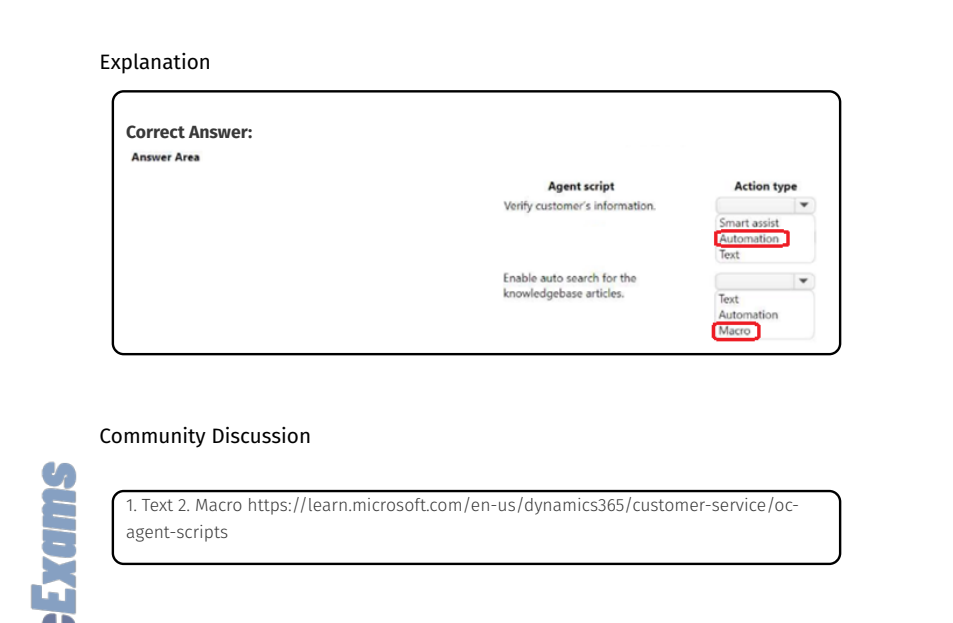 Explanation
Correct Answer:
Answer Area
Agent script Action type
Verify customer's information.
Smart assist
Automation
Text
Enable auto search for the
knowledgebase articles.
Text
Automation
Macro
Community Discussion
1. Text 2. Macro https://learn.microsoft.com/en-us/dynamics365/customer-service/oc-
agent-scripts
Exams